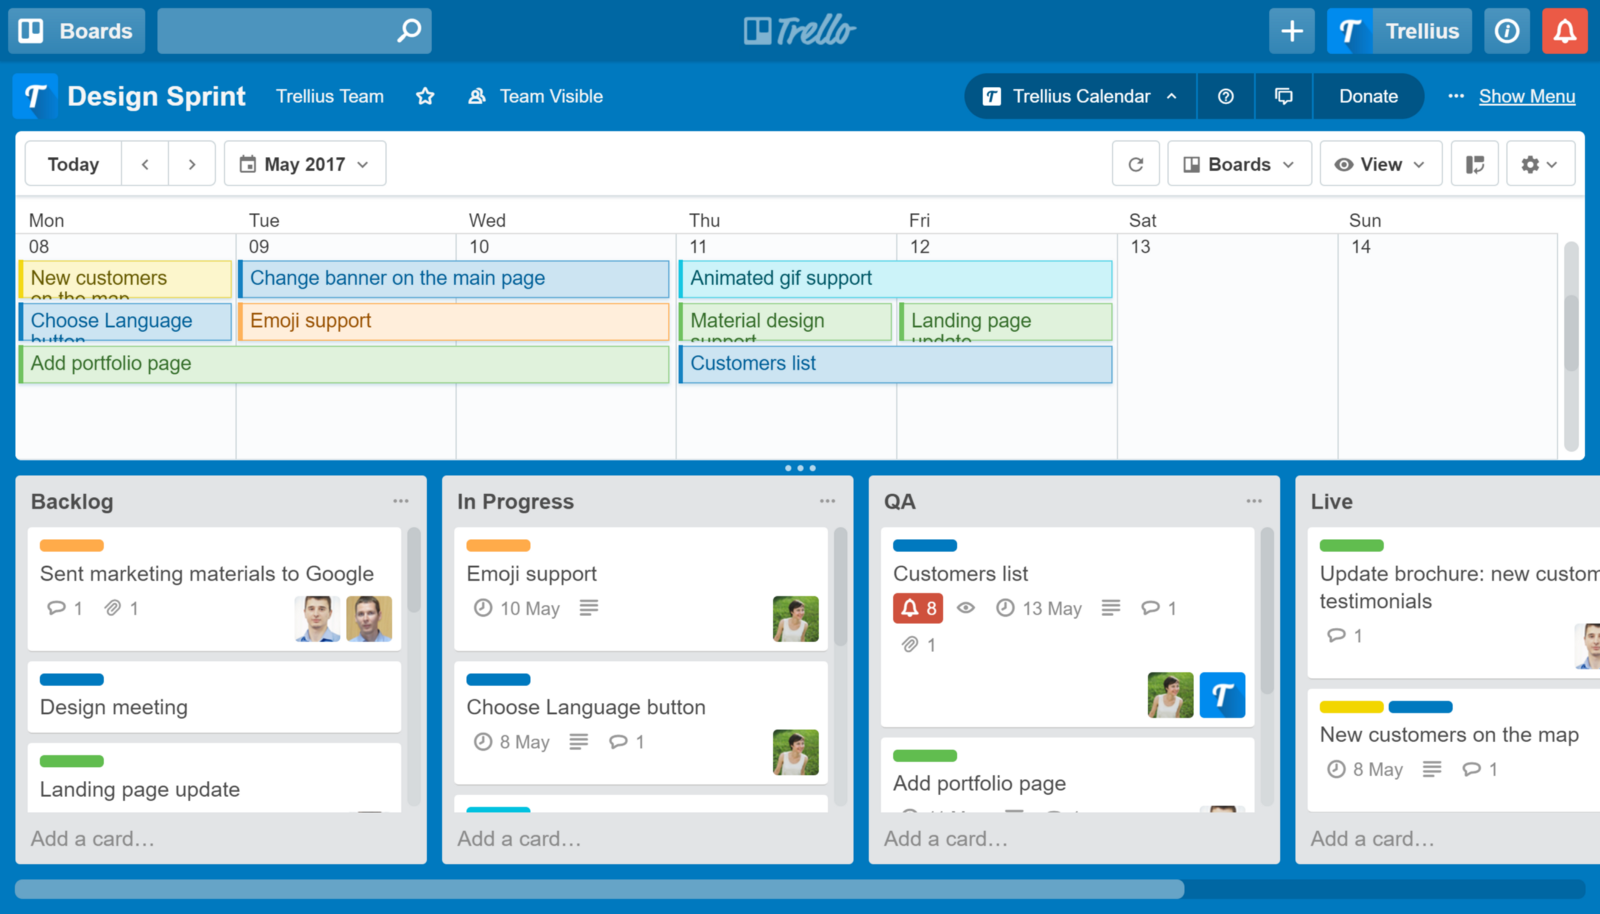 Boards
Trello
Trellius
Design Sprint
Trellius Team
Team Visible
Trellius Calendar
Donate
Show Menu
Today
May 2017
Boards
View
Mon Tue Wed Thu Fri Sat Sun
08 09 10 11 12 13 14
New customers
on the map
Change banner on the main page
Animated gif support
Choose Language
button
Emoji support
Material design
support
Landing page
update
Add portfolio page
Customers list
Backlog
Sent marketing materials to Google
1 1
Design meeting
Landing page update
Add a card…
In Progress
Emoji support
10 May
Choose Language button
8 May 1
Add a card…
QA
Customers list
8 13 May 1
1
Add portfolio page
Add a card…
Live
Update brochure: new custom
testimonials
1
New customers on the map
8 May 1
Add a card…